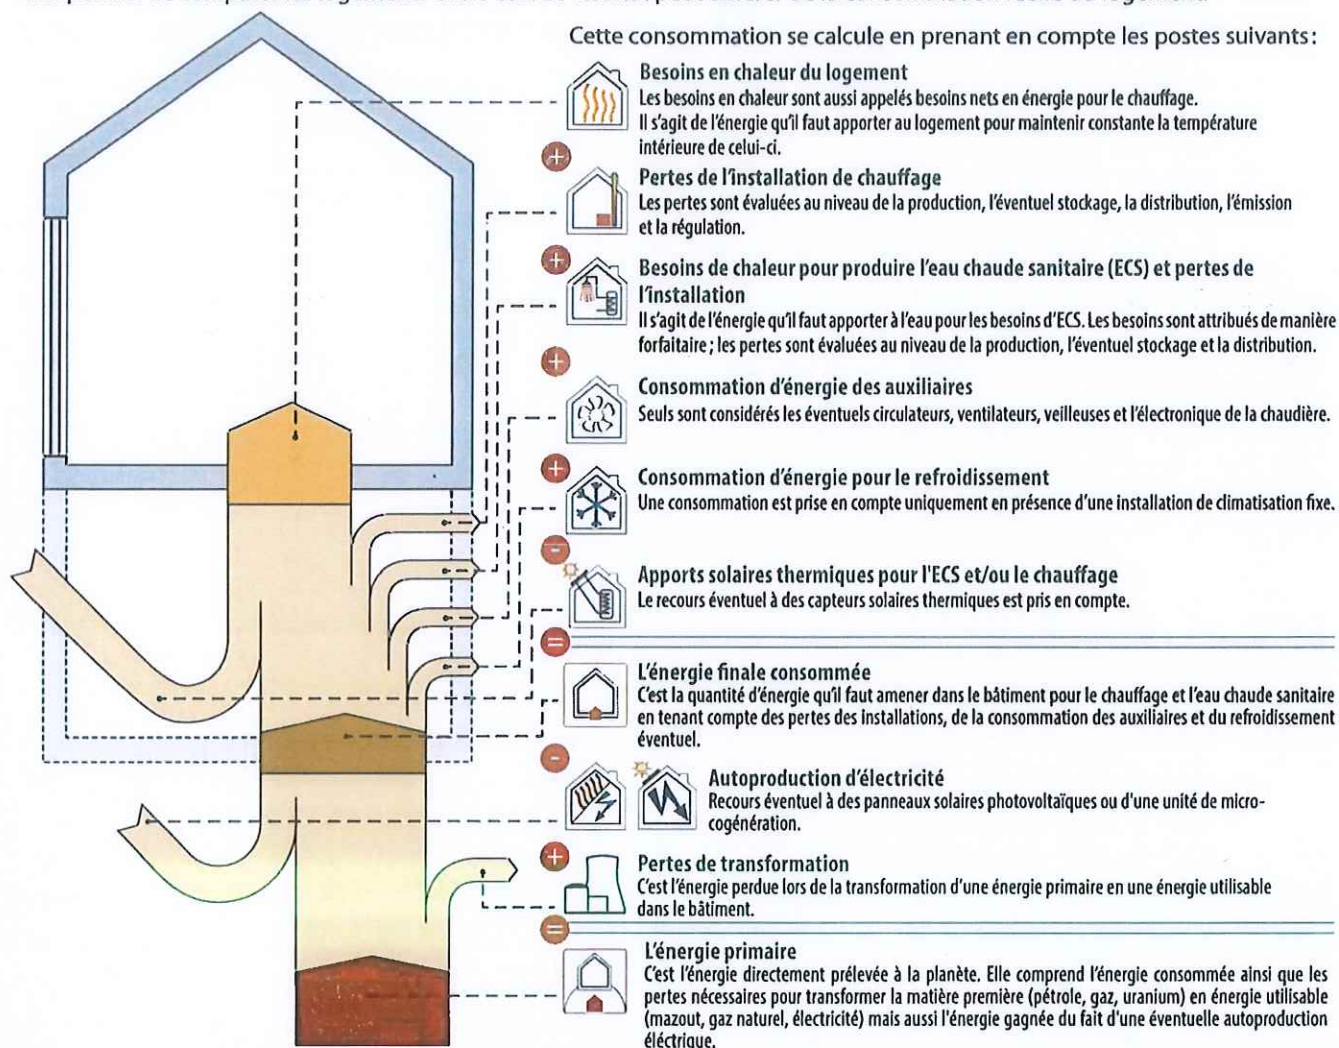 Cette consommation se calcule en prenant en compte les postes suivants:
Besoins en chaleur du logement
Les besoins en chaleur sont aussi appelés besoins nets en énergie pour le chauffage.
Il s'agit de l'énergie qu'il faut apporter au logement pour maintenir constante la température
intérieure de celui-ci.
+
Pertes de l'installation de chauffage
Les pertes sont évaluées au niveau de la production, l'éventuel stockage, la distribution, l'émission
et la régulation.
+
Besoins de chaleur pour produire l'eau chaude sanitaire (ECS) et pertes de
l'installation
Il s'agit de l'énergie qu'il faut apporter à l'eau pour les besoins d'ECS. Les besoins sont attribués de manière
forfaitaire ; les pertes sont évaluées au niveau de la production, l'éventuel stockage et la distribution.
+
Consommation d'énergie des auxiliaires
Seuls sont considérés les éventuels circulateurs, ventilateurs, veilleuses et l'électronique de la chaudière.
+
Consommation d'énergie pour le refroidissement
Une consommation est prise en compte uniquement en présence d'une installation de climatisation fixe.
-
Apports solaires thermiques pour l'ECS et/ou le chauffage
Le recours éventuel à des capteurs solaires thermiques est pris en compte.
=
L'énergie finale consommée
C'est la quantité d'énergie qu'il faut amener dans le bâtiment pour le chauffage et l'eau chaude sanitaire
en tenant compte des pertes des installations, de la consommation des auxiliaires et du refroidissement
éventuel.
-
Autoproduction d'électricité
Recours éventuel à des panneaux solaires photovoltaïques ou d'une unité de micro-
cogénération.
+
Pertes de transformation
C'est l'énergie perdue lors de la transformation d'une énergie primaire en une énergie utilisable
dans le bâtiment.
=
L'énergie primaire
C'est l'énergie directement prélevée à la planète. Elle comprend l'énergie consommée ainsi que les
pertes nécessaires pour transformer la matière première (pétrole, gaz, uranium) en énergie utilisable
(mazout, gaz naturel, électricité) mais aussi l'énergie gagnée du fait d'une éventuelle autoproduction
éléctrique.